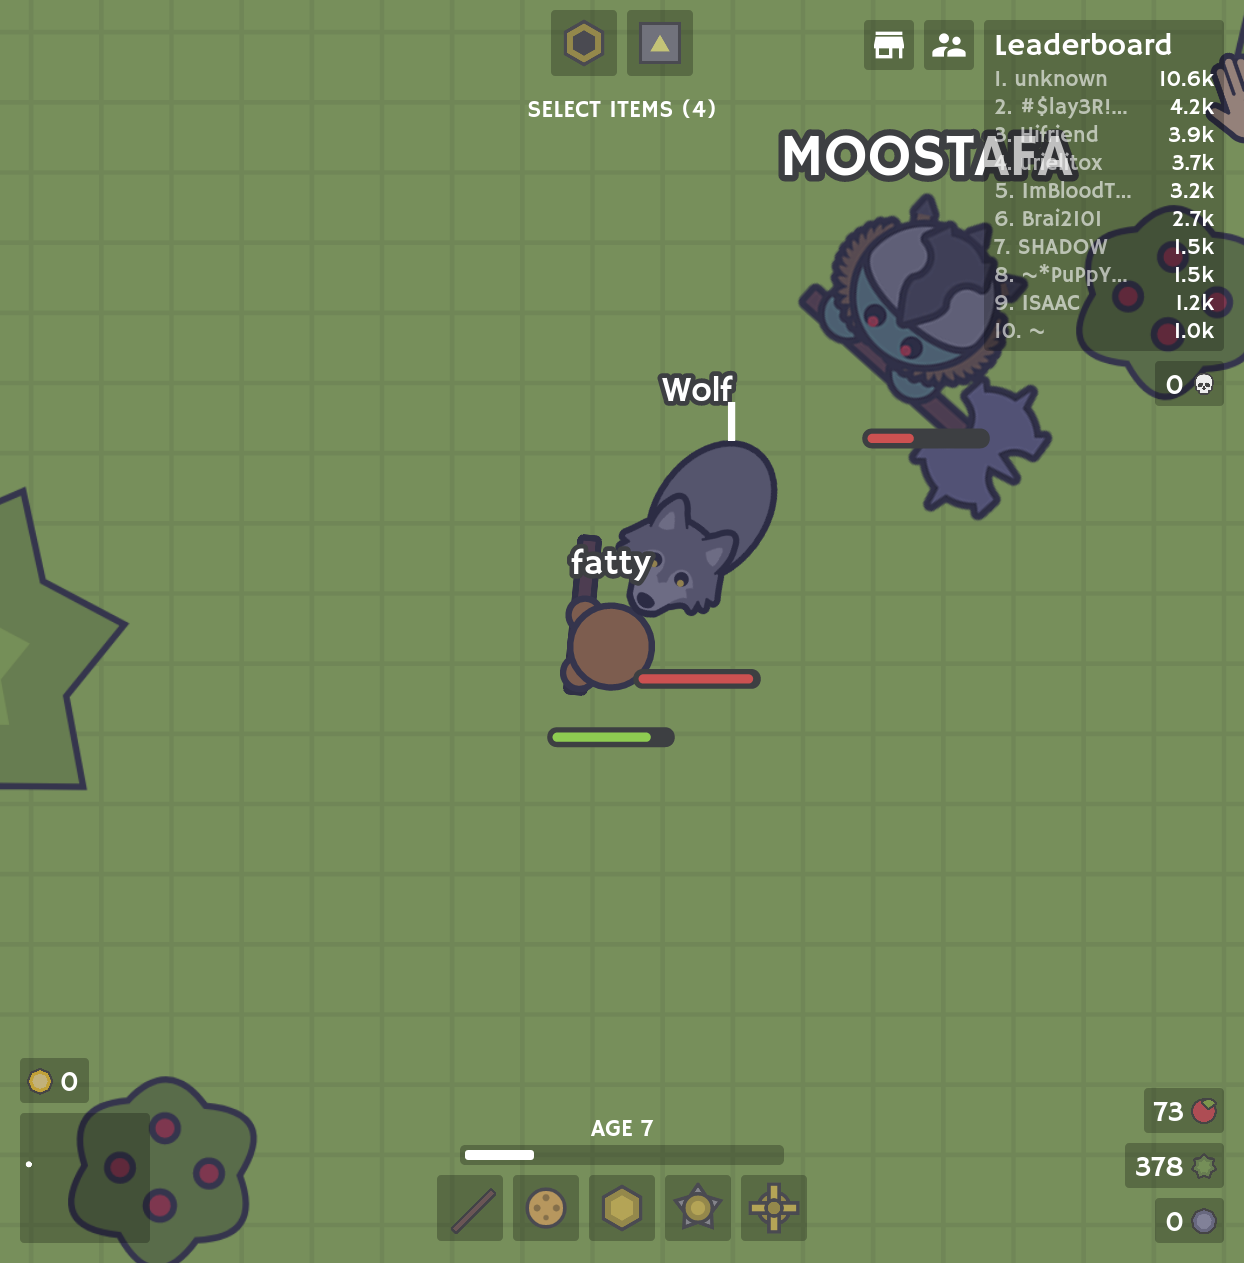 SELECT ITEMS (4)
Leaderboard
1. unknown 10.6k
2. #$lay3R!... 4.2k
3. Hifriend 3.9k
4. Trielitox 3.7k
5. ImBloodT... 3.2k
6. Brai2101 2.7k
7. SHADOW 1.5k
8. ~*PuPpY... 1.5k
9. ISAAC 1.2k
10. ~ 1.0k
MOOSTAFA
0
Wolf
fatty
0
AGE 7
73
378
0